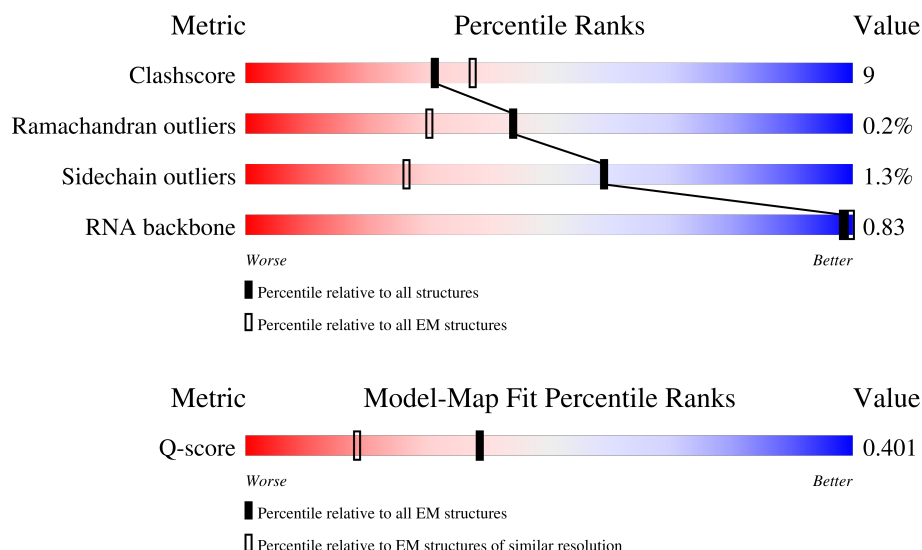 Metric Percentile Ranks Value
Clashscore 9
Ramachandran outliers 0.2%
Sidechain outliers 1.3%
RNA backbone 0.83
Worse Better
Percentile relative to all structures
Percentile relative to all EM structures
Metric Model-Map Fit Percentile Ranks Value
Q-score 0.401
Worse Better
Percentile relative to all EM structures
Percentile relative to EM structures of similar resolution